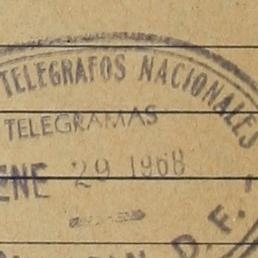 TELEGRAFOS NACIONALES
TELEGRAMAS
ENE 29 1968
D. F.